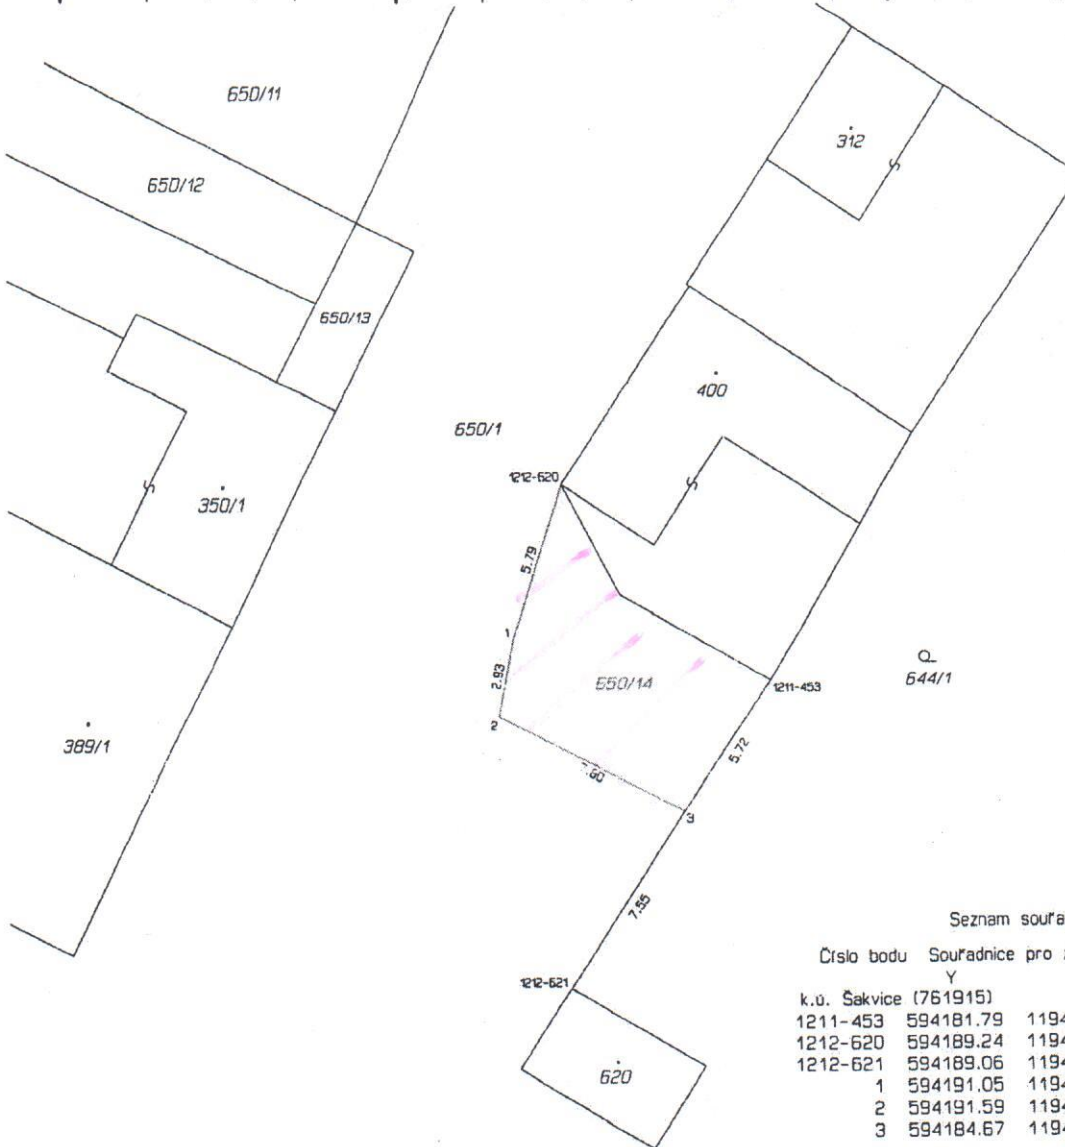 650/11
312
650/12
650/13
400
650/1
1212-620
350/1
5.79
1
Q
644/1
2.93
650/14
1211-453
2
389/1
5.72
3
7.55
Seznam
Číslo bodu Souřadnice pro
1212-621
Y
k.ú. Šakvice (761915)
1211-453 594181.79 1194
1212-620 594189.24 1194
1212-621 594189.06 1194
620
1 594191.05 1194
2 594191.59 1194
3 594184.67 1194